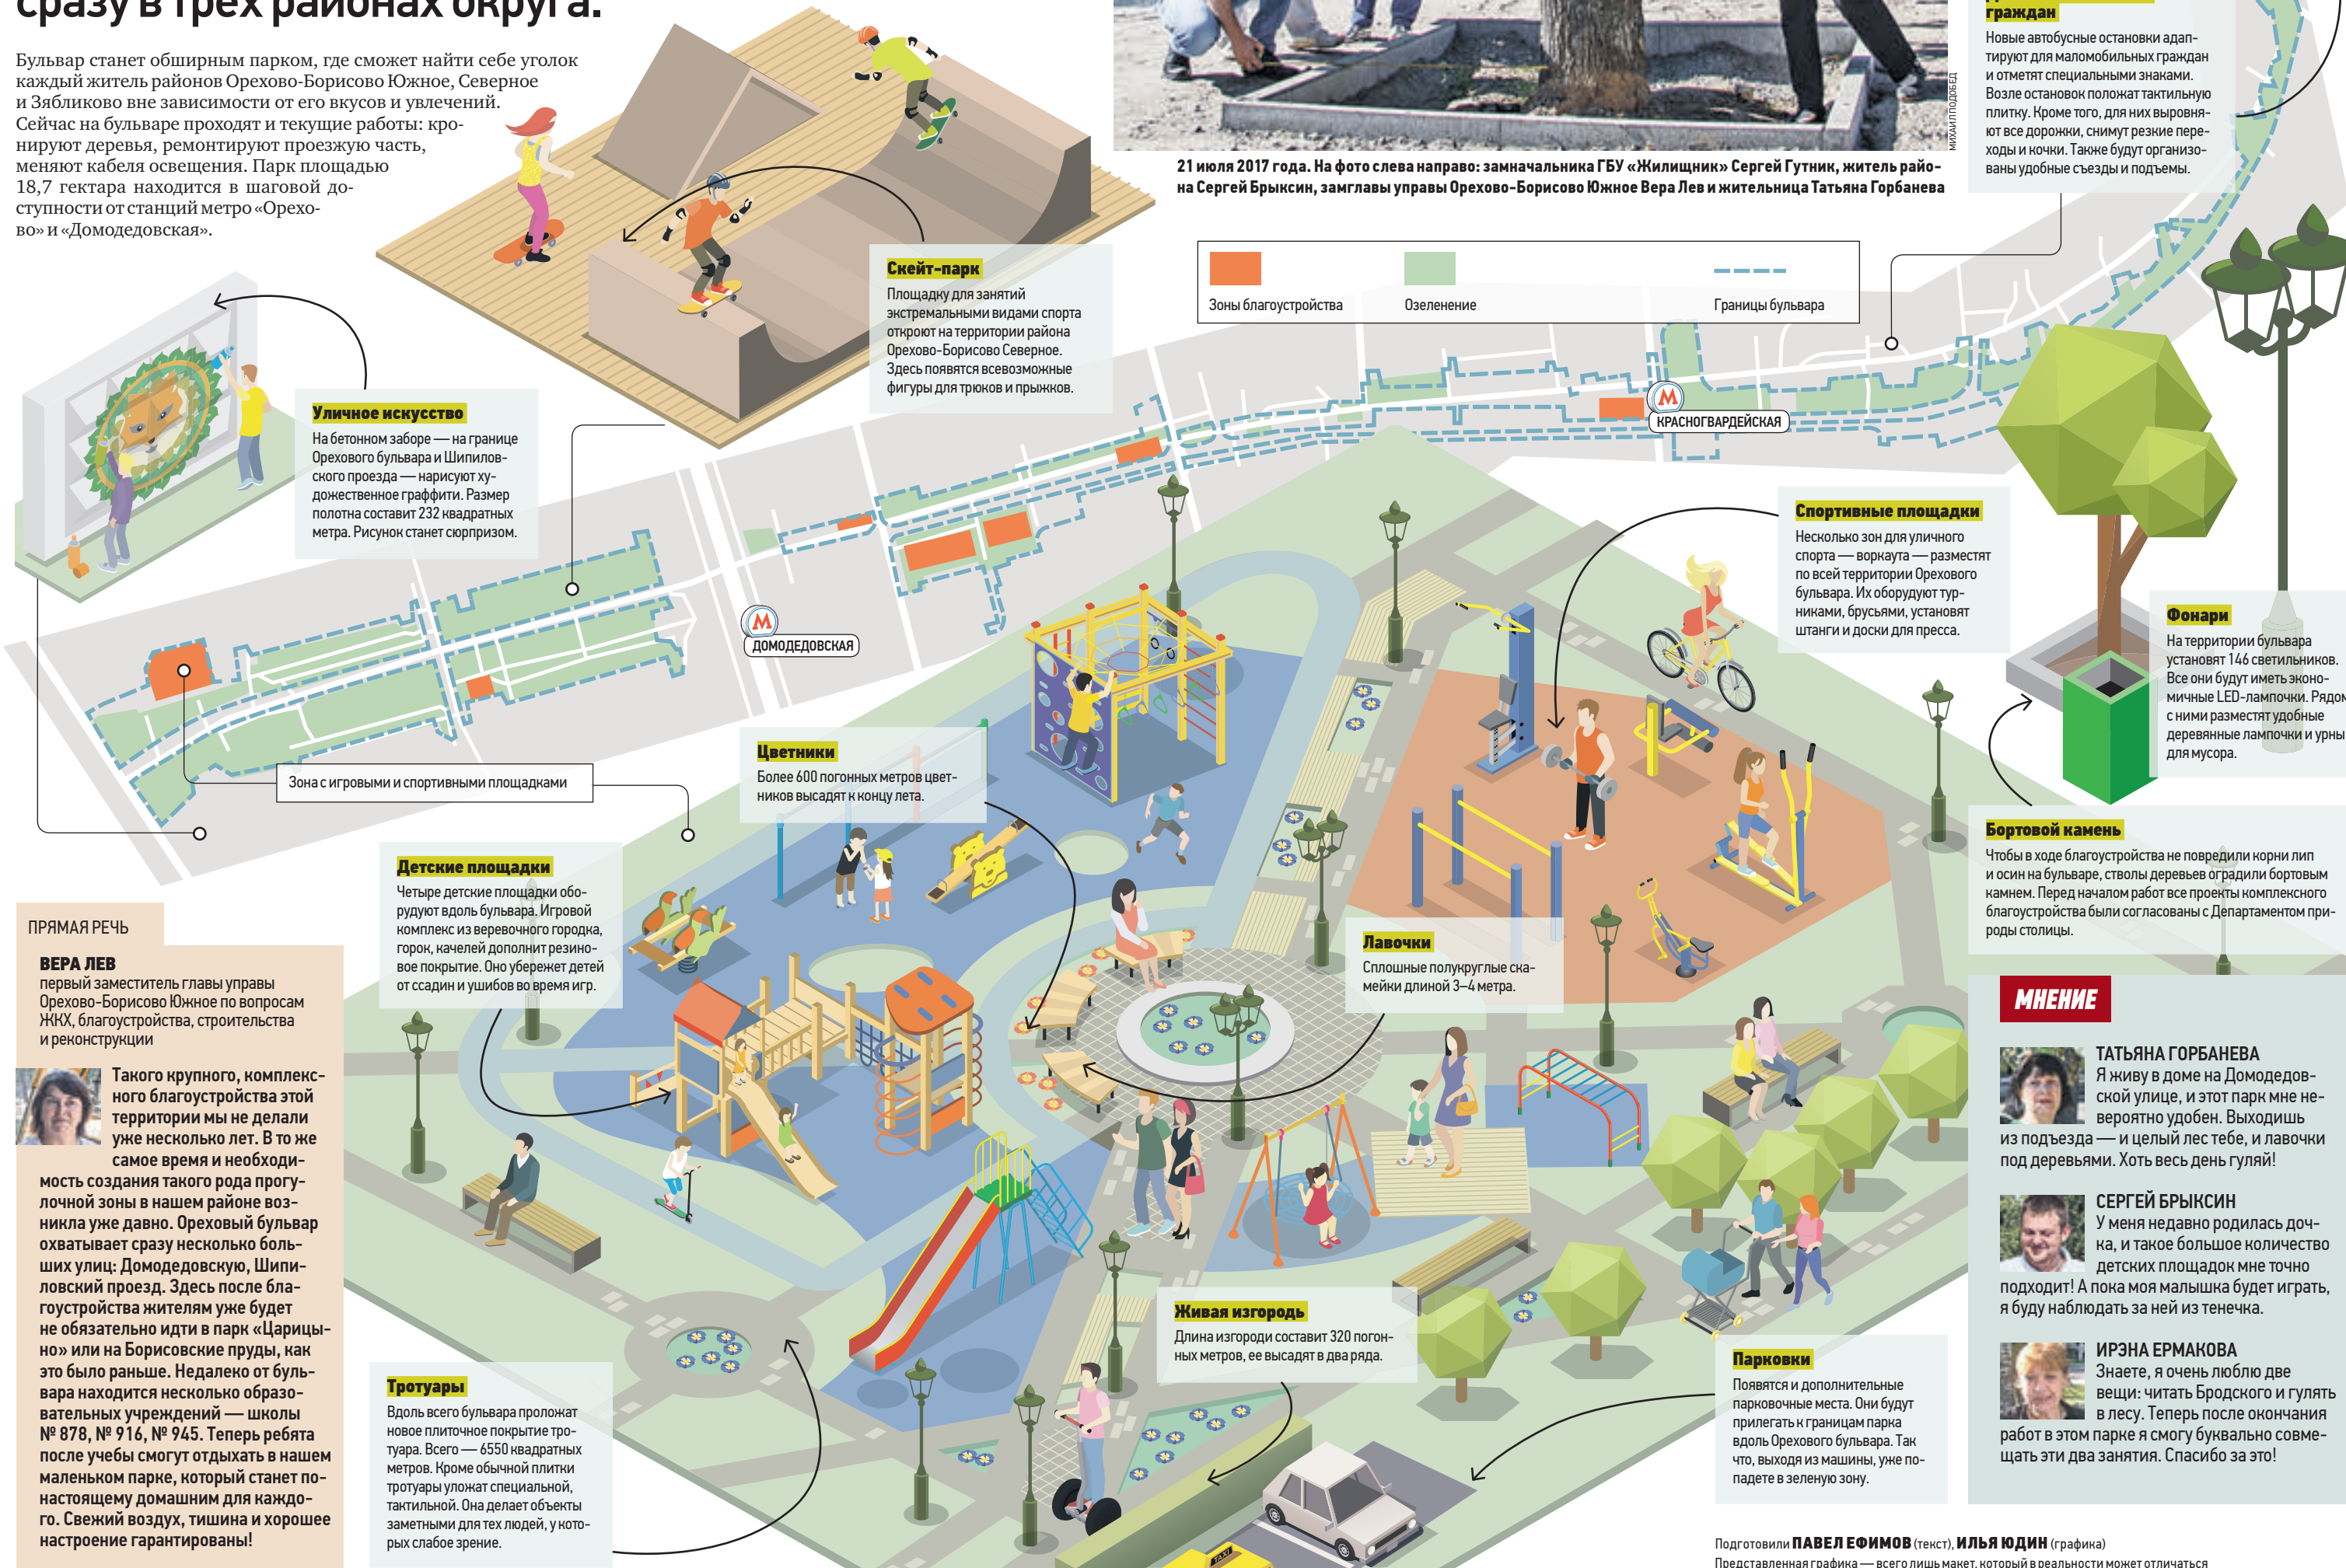 сразу в трех районах округа.
Бульвар станет обширным парком, где сможет найти себе уголок
каждый житель районов Орехово-Борисово Южное, Северное
и Зябликово вне зависимости от его вкусов и увлечений.
Сейчас на бульваре проходят и текущие работы: кро-
нируют деревья, ремонтируют проезжую часть,
меняют кабеля освещения. Парк площадью
18,7 гектара находится в шаговой до-
ступности от станций метро «Орехо-
во» и «Домодедовская».
МИХАИЛ ПОДОБЕД
21 июля 2017 года. На фото слева направо: замначальника ГБУ «Жилищник» Сергей Гутник, житель райо-
на Сергей Брыксин, замглавы управы Орехово-Борисово Южное Вера Лев и жительница Татьяна Горбанева
граждан
Новые автобусные остановки адап-
тируют для маломобильных граждан
и отметят специальными знаками.
Возле остановок положат тактильную
плитку. Кроме того, для них выровня-
ют все дорожки, снимут резкие пере-
ходы и кочки. Также будут организо-
ваны удобные съезды и подъемы.
Зоны благоустройства
Озеленение
Границы бульвара
Скейт-парк
Площадку для занятий
экстремальными видами спорта
откроют на территории района
Орехово-Борисово Северное.
Здесь появятся всевозможные
фигуры для трюков и прыжков.
Уличное искусство
На бетонном заборе — на границе
Орехового бульвара и Шипилов-
ского проезда — нарисуют ху-
дожественное граффити. Размер
полотна составит 232 квадратных
метра. Рисунок станет сюрпризом.
М
КРАСНОГВАРДЕЙСКАЯ
М
ДОМОДЕДОВСКАЯ
Спортивные площадки
Несколько зон для уличного
спорта — воркаута — разместят
по всей территории Орехового
бульвара. Их оборудуют тур-
никами, брусьями, установят
штанги и доски для пресса.
Фонари
На территории бульвара
установят 146 светильников.
Все они будут иметь эконо-
мичные LED-лампочки. Рядом
с ними разместят удобные
деревянные лампочки и урны
для мусора.
Зона с игровыми и спортивными площадками
Цветники
Более 600 погонных метров цвет-
ников высадят к концу лета.
Бортовой камень
Чтобы в ходе благоустройства не повредили корни лип
и осин на бульваре, стволы деревьев оградили бортовым
камнем. Перед началом работ все проекты комплексного
благоустройства были согласованы с Департаментом при-
роды столицы.
Детские площадки
Четыре детские площадки обо-
рудуют вдоль бульвара. Игровой
комплекс из веревочного городка,
горок, качелей дополнит резино-
вое покрытие. Оно убережет детей
от ссадин и ушибов во время игр.
Лавочки
Сплошные полукруглые ска-
мейки длиной 3–4 метра.
ПРЯМАЯ РЕЧЬ
ВЕРА ЛЕВ
первый заместитель главы управы
Орехово-Борисово Южное по вопросам
ЖКХ, благоустройства, строительства
и реконструкции
Такого крупного, комплекс-
ного благоустройства этой
территории мы не делали
уже несколько лет. В то же
самое время и необходи-
мость создания такого рода прогу-
лочной зоны в нашем районе воз-
никла уже давно. Ореховый бульвар
охватывает сразу несколько боль-
ших улиц: Домодедовскую, Шипи-
ловский проезд. Здесь после бла-
гоустройства жителям уже будет
не обязательно идти в парк «Царицы-
но» или на Борисовские пруды, как
это было раньше. Недалеко от буль-
вара находится несколько образо-
вательных учреждений — школы
№ 878, № 916, № 945. Теперь ребята
после учебы смогут отдыхать в нашем
маленьком парке, который станет по-
настоящему домашним для каждо-
го. Свежий воздух, тишина и хорошее
настроение гарантированы!
МНЕНИЕ
ТАТЬЯНА ГОРБАНЕВА
Я живу в доме на Домодедов-
ской улице, и этот парк мне не-
вероятно удобен. Выходишь
из подъезда — и целый лес тебе, и лавочки
под деревьями. Хоть весь день гуляй!
СЕРГЕЙ БРЫКСИН
У меня недавно родилась доч-
ка, и такое большое количество
детских площадок мне точно
подходит! А пока моя малышка будет играть,
я буду наблюдать за ней из тенечка.
ИРЭНА ЕРМАКОВА
Знаете, я очень люблю две
вещи: читать Бродского и гулять
в лесу. Теперь после окончания
работ в этом парке я смогу буквально совме-
щать эти два занятия. Спасибо за это!
Живая изгородь
Длина изгороди составит 320 погон-
ных метров, ее высадят в два ряда.
Тротуары
Вдоль всего бульвара проложат
новое плиточное покрытие тро-
туара. Всего — 6550 квадратных
метров. Кроме обычной плитки
тротуары уложат специальной,
тактильной. Она делает объекты
заметными для тех людей, у кото-
рых слабое зрение.
Парковки
Появятся и дополнительные
парковочные места. Они будут
прилегать к границам парка
вдоль Орехового бульвара. Так
что, выходя из машины, уже по-
падете в зеленую зону.
TAXI
Подготовили ПАВЕЛ ЕФИМОВ (текст), ИЛЬЯ ЮДИН (графика)
Представленная графика — всего лишь макет, который в реальности может отличаться